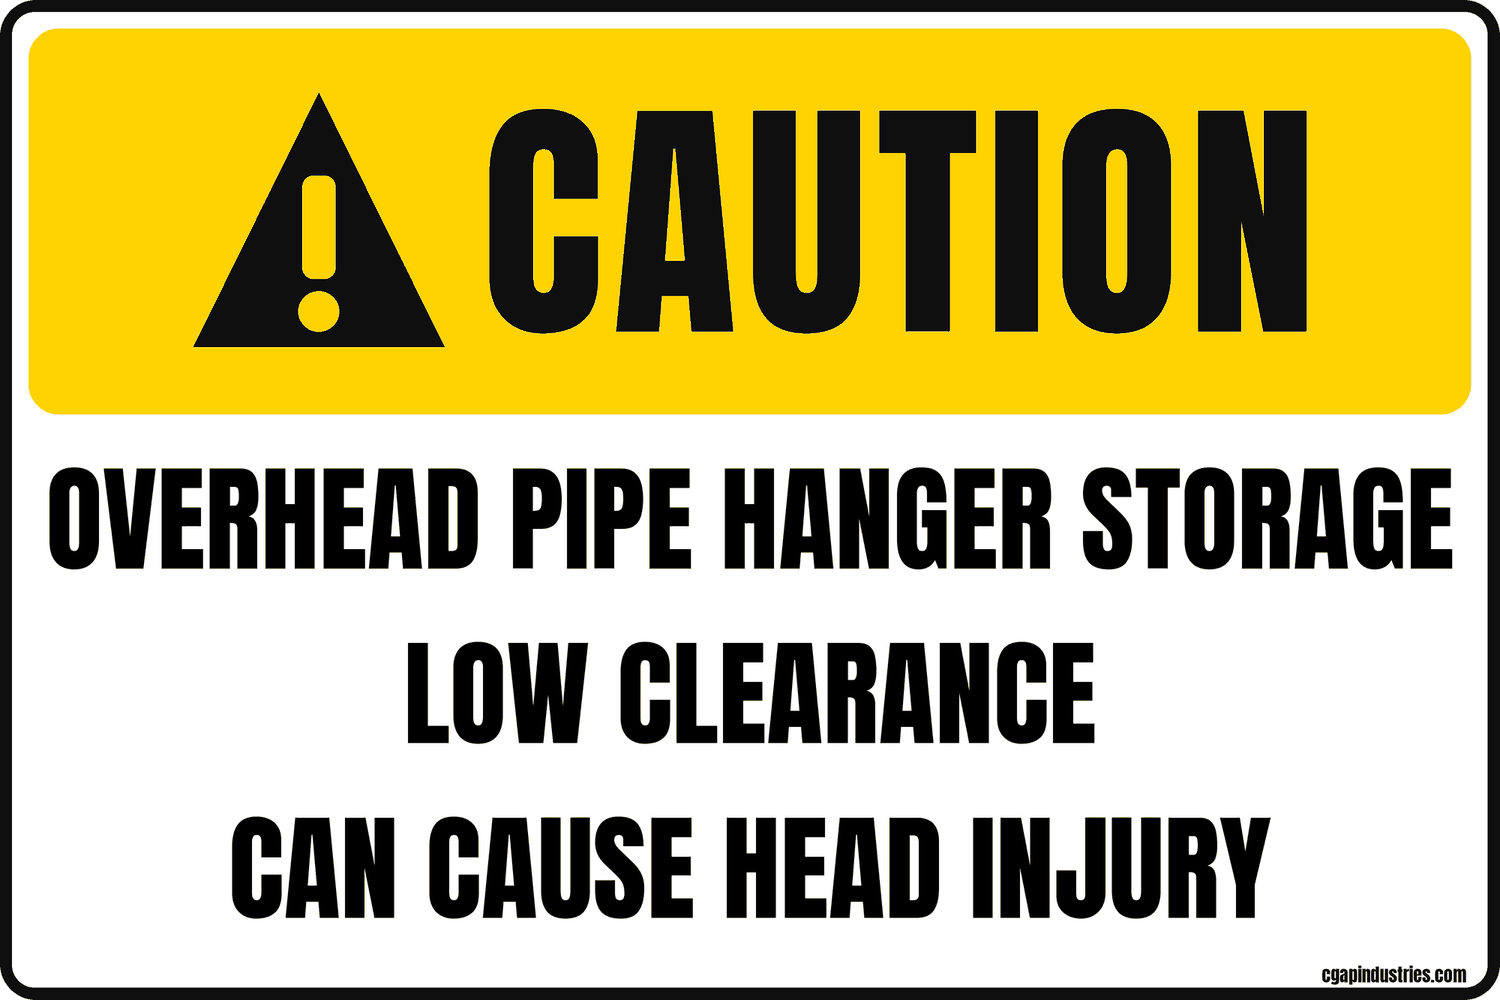 CAUTION
OVERHEAD PIPE HANGER STORAGE
LOW CLEARANCE
CAN CAUSE HEAD INJURY
cgapindustries.com